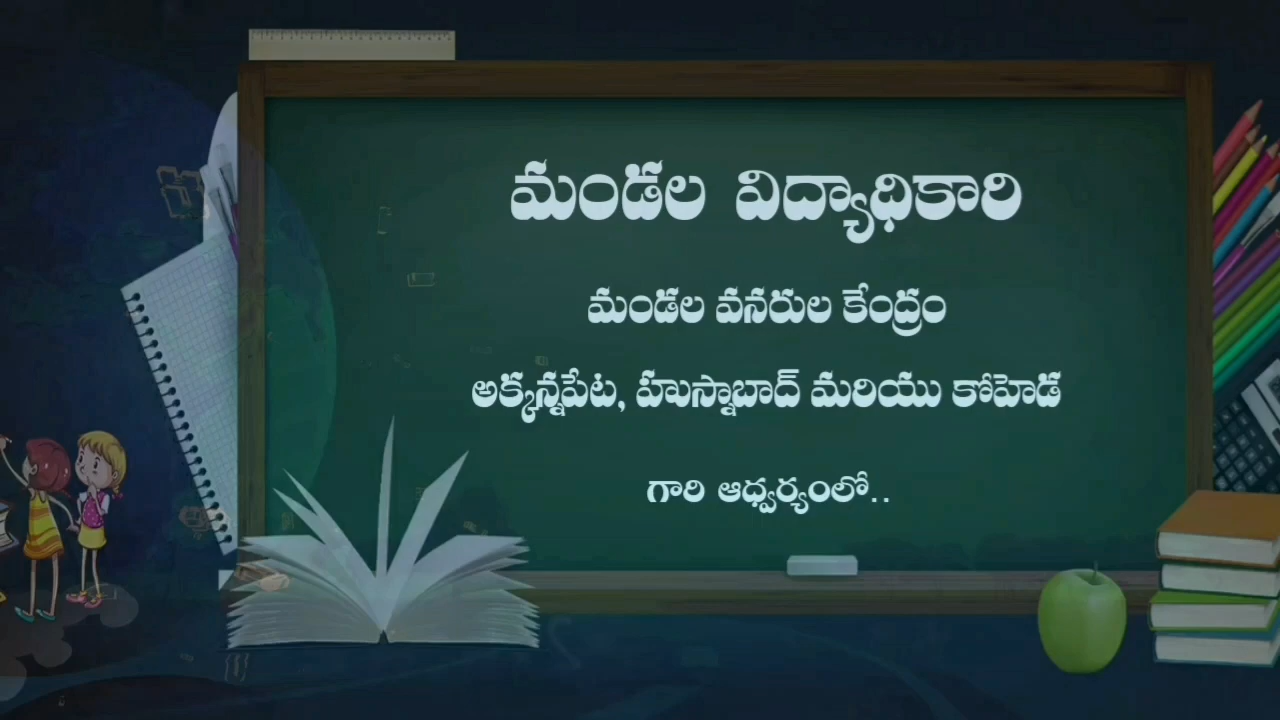 మండల విద్యాధికారి
మండల వనరుల కేంద్రం
అక్కన్నపేట, హుస్నాబాద్ మరియు కోహెడ
గారి ఆధ్వర్యంలో..